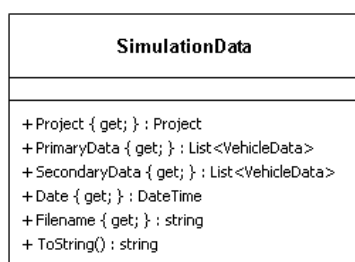 SimulationData
+ Project { get; } : Project
+ PrimaryData { get; } : List<VehicleData>
+ SecondaryData { get; } : List<VehicleData>
+ Date { get; } : DateTime
+ Filename { get; } : string
+ ToString() : string